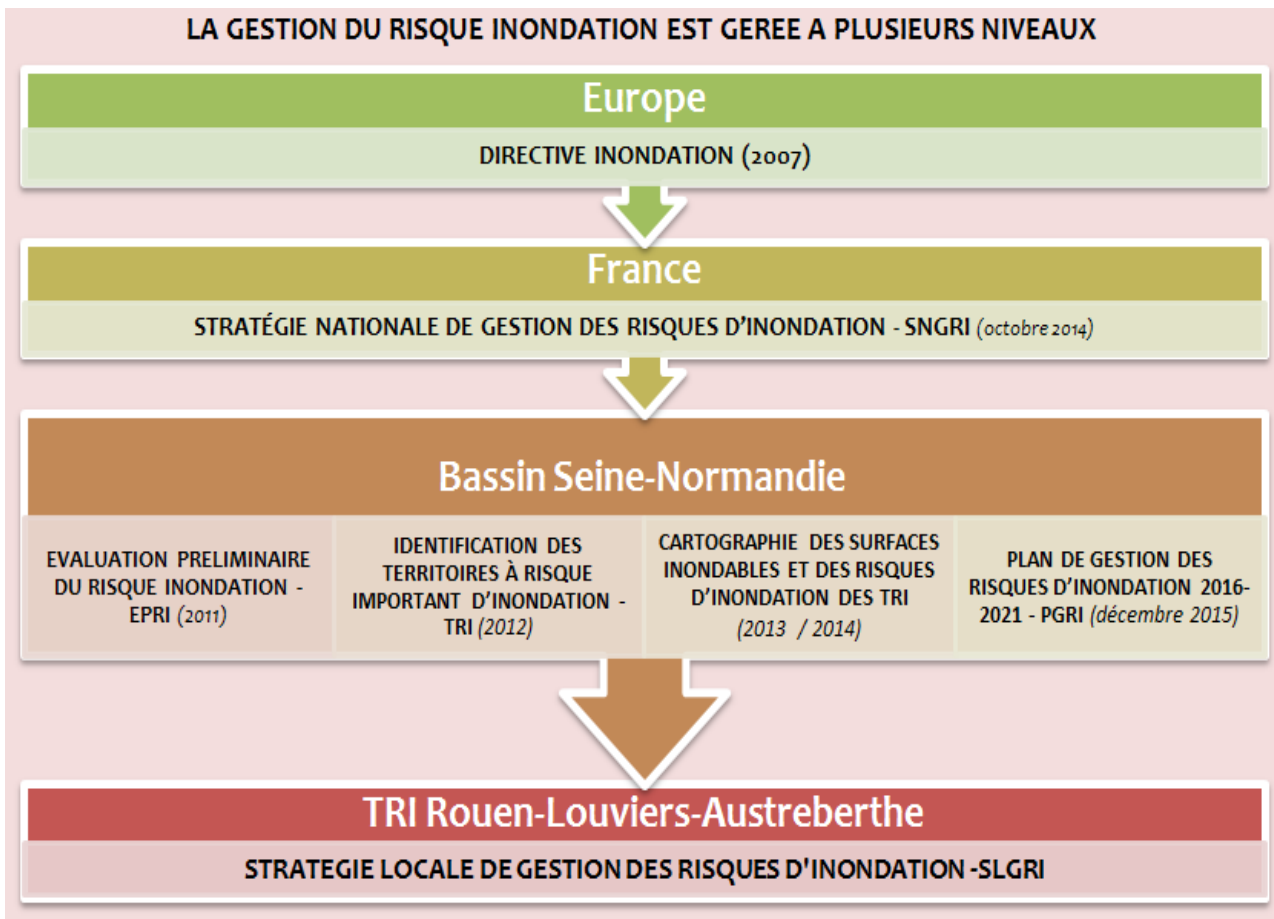 LA GESTION DU RISQUE INONDATION EST GEREE A PLUSIEURS NIVEAUX
Europe
DIRECTIVE INONDATION (2007)
France
STRATÉGIE NATIONALE DE GESTION DES RISQUES D'INONDATION - SNGRI (octobre 2014)
Bassin Seine-Normandie
EVALUATION PRELIMINAIRE
DU RISQUE INONDATION -
EPRI (2011)
IDENTIFICATION DES
TERRITOIRES À RISQUE
IMPORTANT D'INONDATION -
TRI (2012)
CARTOGRAPHIE DES SURFACES
INONDABLES ET DES RISQUES
D'INONDATION DES TRI
(2013 / 2014)
PLAN DE GESTION DES
RISQUES D'INONDATION 2016-
2021 - PGRI (décembre 2015)
TRI Rouen-Louviers-Austreberthe
STRATEGIE LOCALE DE GESTION DES RISQUES D'INONDATION -SLGRI